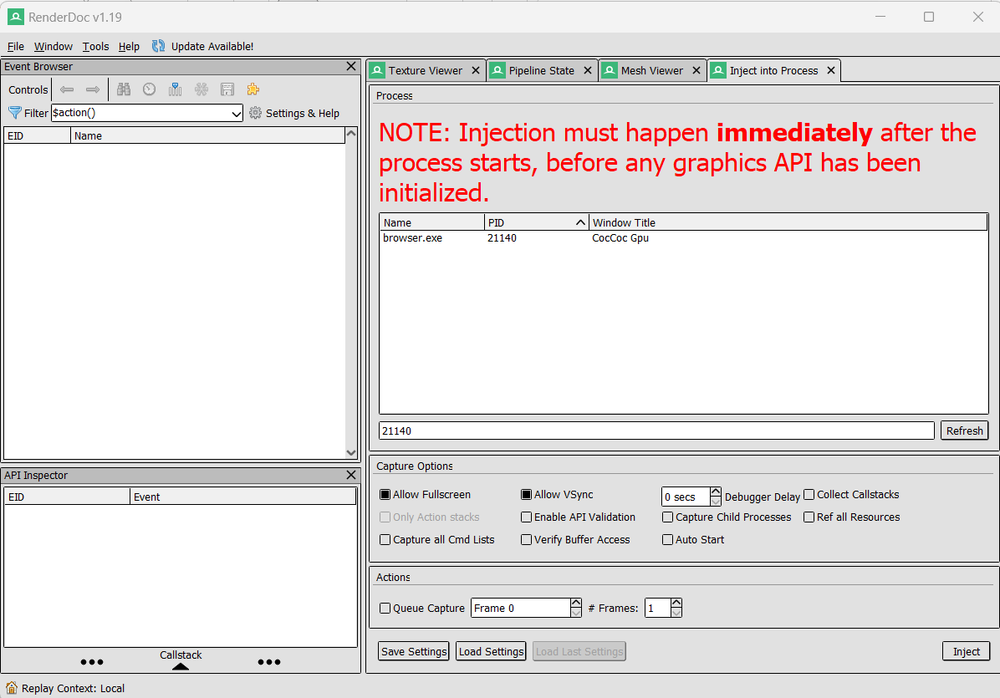 RenderDoc v1.19
File Window Tools Help Update Available!
Event Browser
Controls
Filter $action() Settings & Help
EID Name
API Inspector
EID Event
Callstack
Texture Viewer Pipeline State Mesh Viewer Inject into Process
Process
NOTE: Injection must happen immediately after the
process starts, before any graphics API has been
initialized.
Name PID Window Title
browser.exe 21140 CocCoc Gpu
21140 Refresh
Capture Options
Allow Fullscreen Allow VSync 0 secs Debugger Delay Collect Callstacks
Only Action stacks Enable API Validation Capture Child Processes Ref all Resources
Capture all Cmd Lists Verify Buffer Access Auto Start
Actions
Queue Capture Frame 0 # Frames: 1
Save Settings Load Settings Load Last Settings Inject
Replay Context: Local